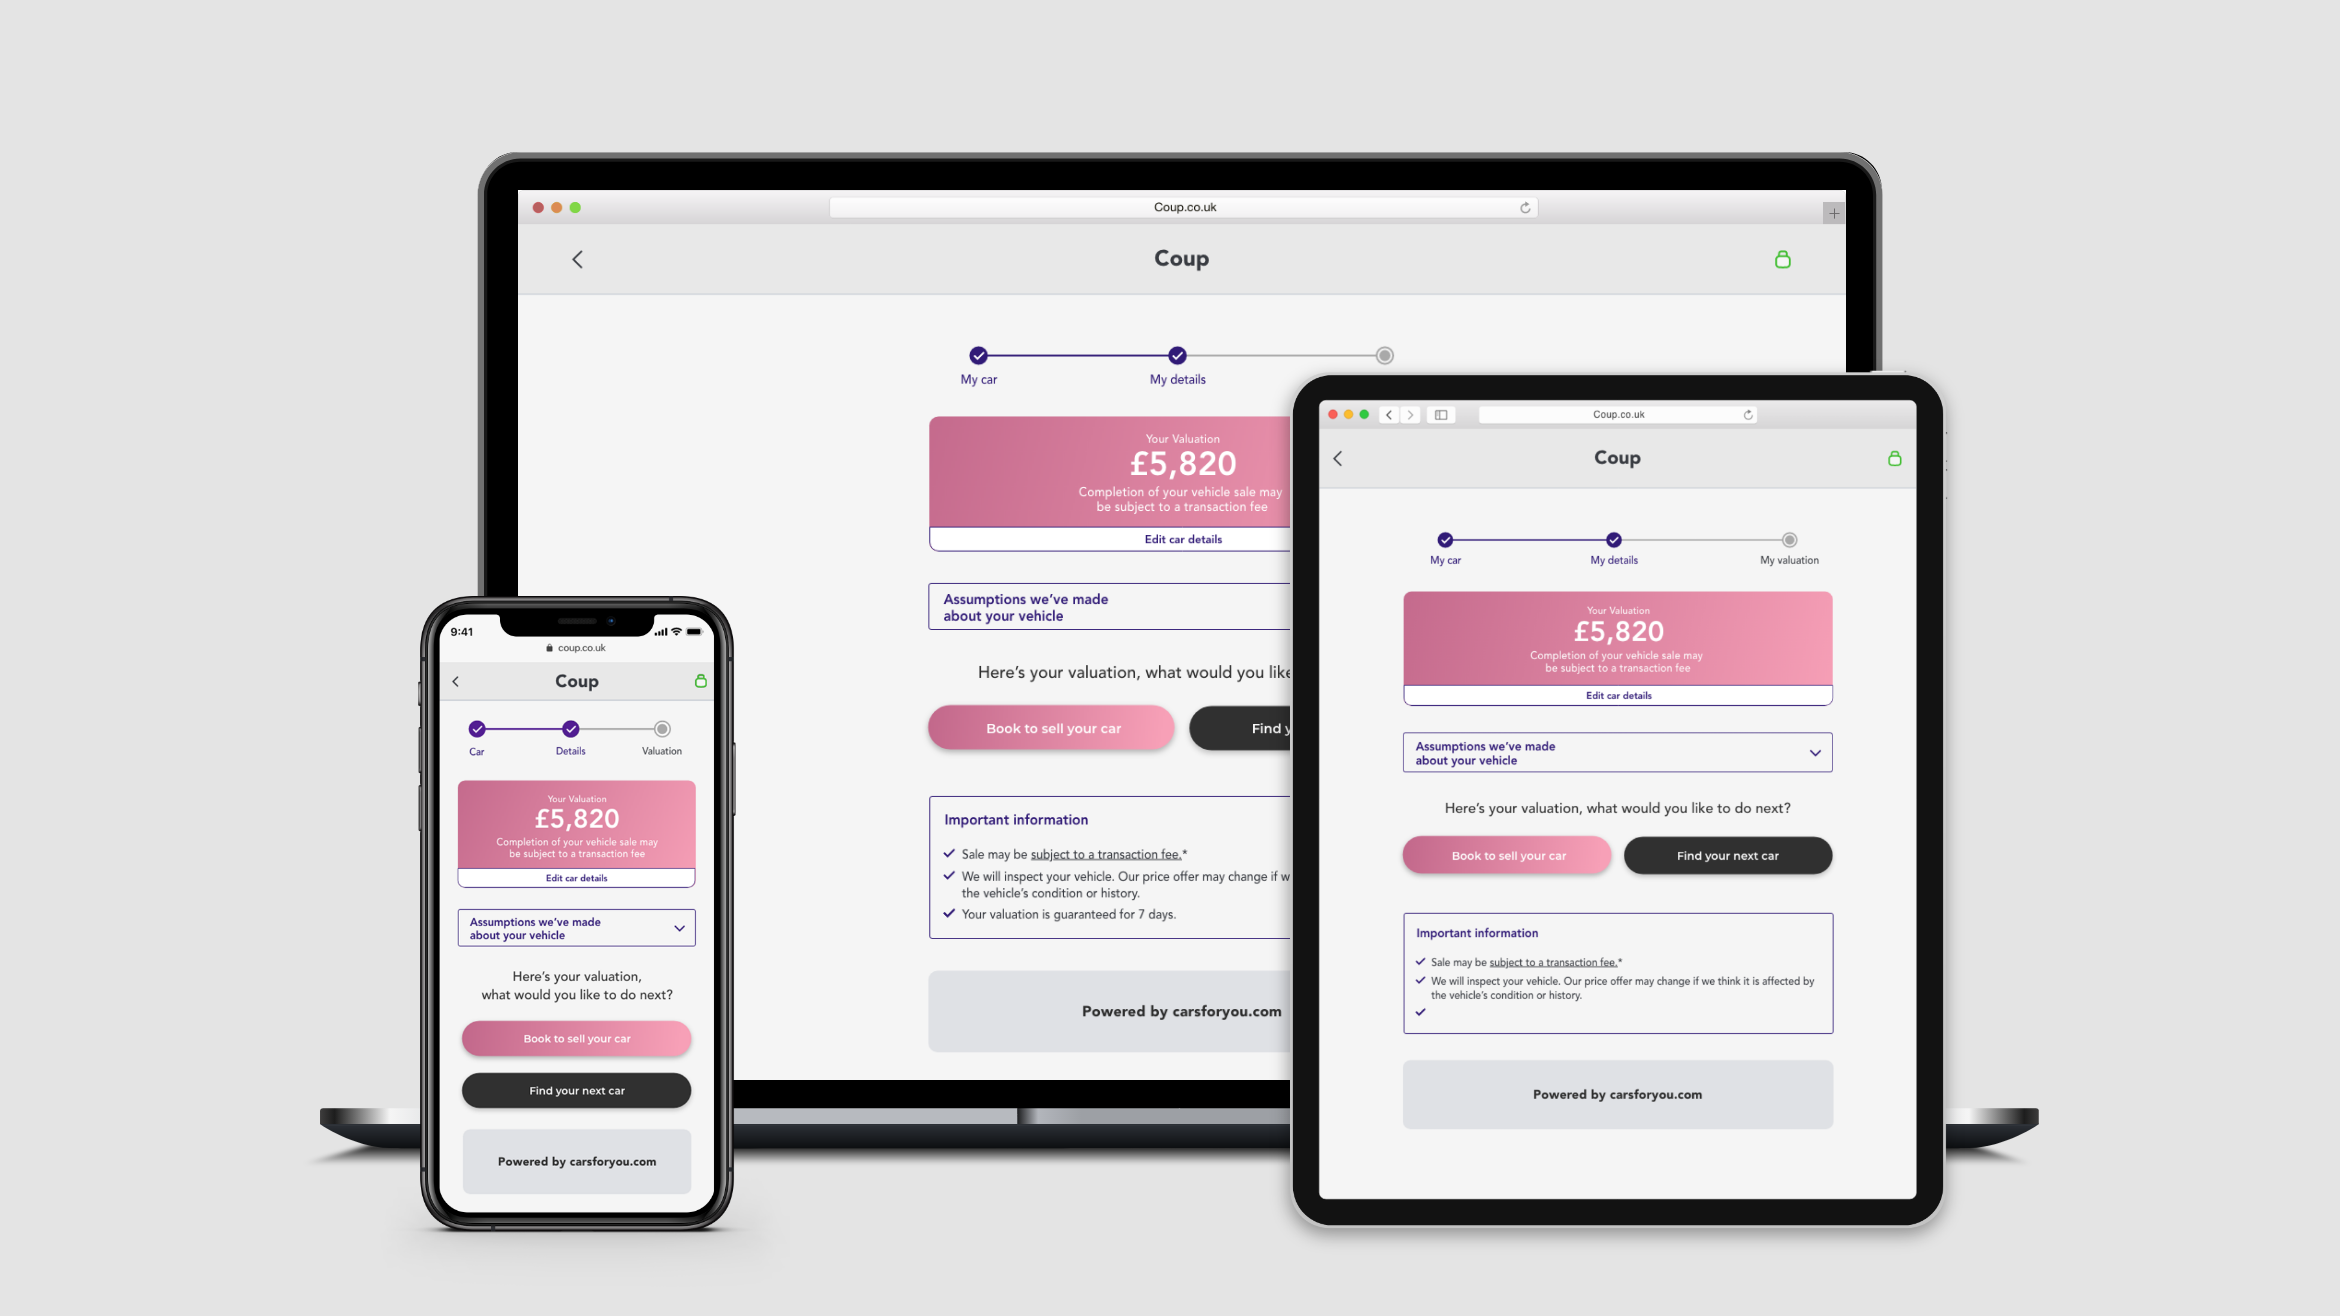 Coup.co.uk
Coup
My car
My details
Your Valuation
£5,820
Completion of your vehicle sale may
be subject to a transaction fee
Edit car details
Assumptions we've made
about your vehicle
Here's your valuation, what would you like
Book to sell your car
Find y
Important information
Sale may be subject to a transaction fee.*
We will inspect your vehicle. Our price offer may change if w
the vehicle's condition or history.
Your valuation is guaranteed for 7 days.
Powered by carsforyou.com
9:41
coup.co.uk
Coup
Car
Details
Valuation
Your Valuation
£5,820
Completion of your vehicle sale may
be subject to a transaction fee
Edit car details
Assumptions we've made
about your vehicle
Here's your valuation,
what would you like to do next?
Book to sell your car
Find your next car
Powered by carsforyou.com
Coup.co.uk
Coup
My car
My details
My valuation
Your Valuation
£5,820
Completion of your vehicle sale may
be subject to a transaction fee
Edit car details
Assumptions we've made
about your vehicle
Here's your valuation, what would you like to do next?
Book to sell your car
Find your next car
Important information
Sale may be subject to a transaction fee.*
We will inspect your vehicle. Our price offer may change if we think it is affected by
the vehicle's condition or history.
Powered by carsforyou.com